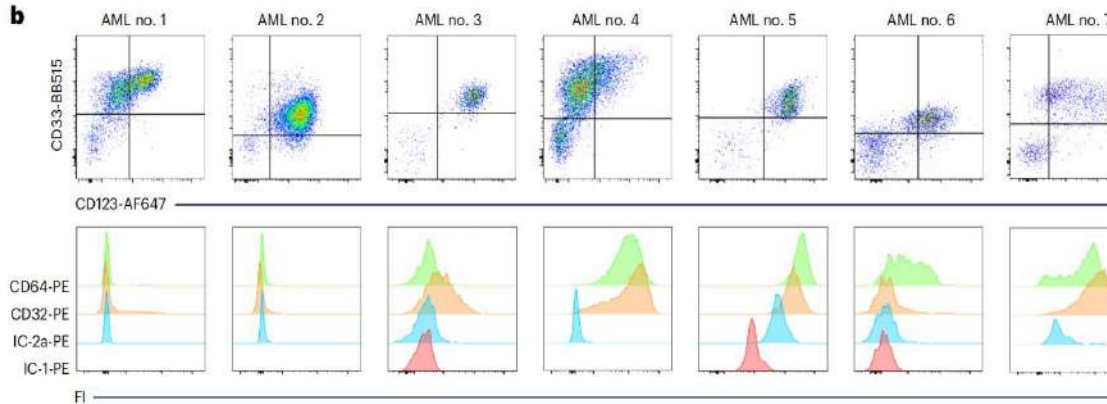 b
AML no. 1 AML no. 2 AML no. 3 AML no. 4 AML no. 5 AML no. 6 AML no. 7
CD33-BB515
CD123-AF647
CD64-PE
CD32-PE
IC-2a-PE
IC-1-PE
FI